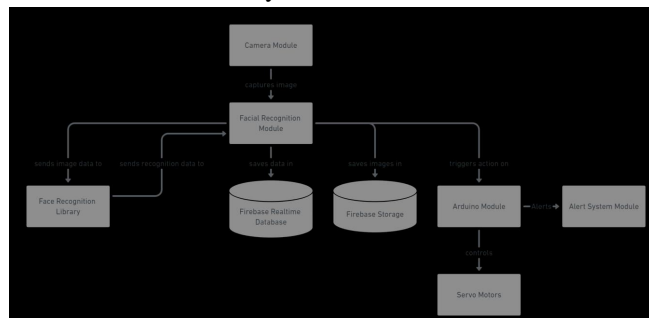 Camera Module
captures image
Facial Recognition
Module
sends image data to
sends recognition data to
saves data in
saves images in
triggers action on
Face Recognition
Library
Firebase Realtime
Database
Firebase Storage
Arduino Module
Alerts
Alert System Module
controls
Servo Motors